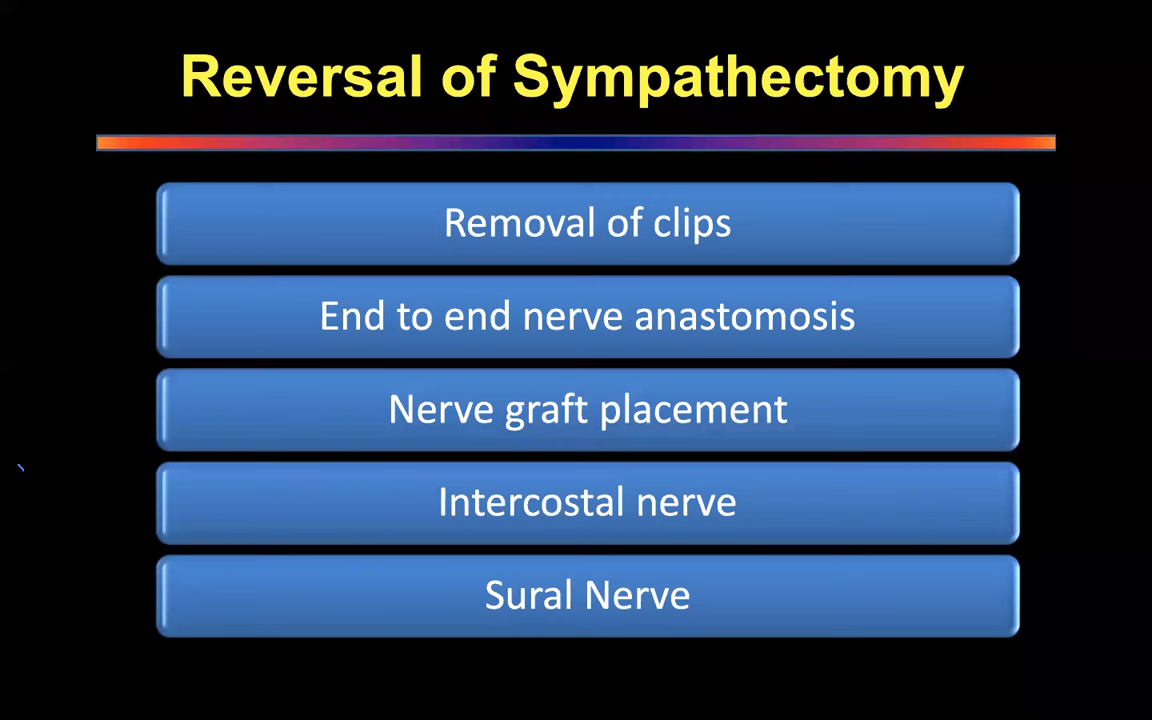 Reversal of Sympathectomy
Removal of clips
End to end nerve anastomosis
Nerve graft placement
Intercostal nerve
Sural Nerve